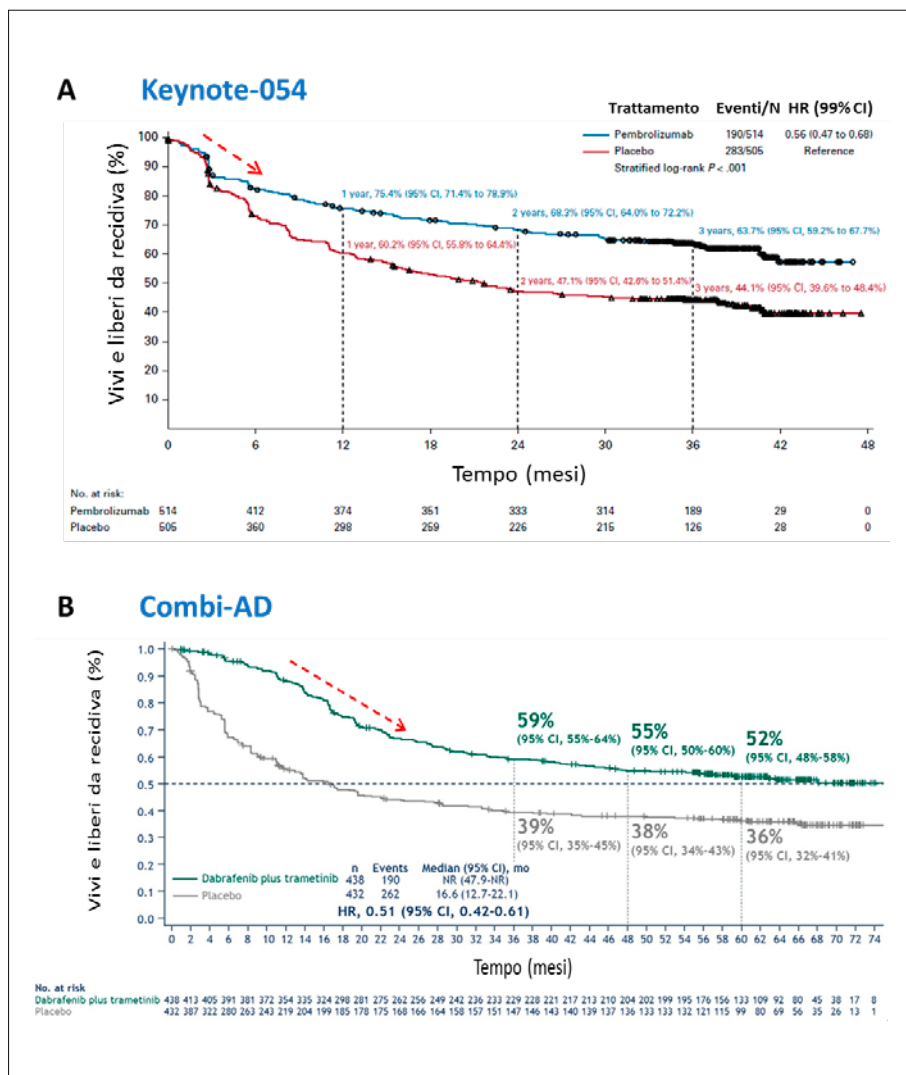 A Keynote-054
Trattamento Eventi/N HR (99% CI)
Pembrolizumab 190/514 0.56 (0.47 to 0.68)
Placebo 283/505 Reference
Stratified log-rank P < .001
Vivi e liberi da recidiva (%)
100
90
80
70
60
50
40
30
20
10
1 year, 75.4% (95% CI, 71.4% to 78.9%)
2 years, 68.3% (95% CI, 64.0% to 72.2%)
3 years, 63.7% (95% CI, 59.2% to 67.7%)
1 year, 60.2% (95% CI, 55.8% to 64.4%)
2 years, 47.1% (95% CI, 42.6% to 51.4%)
3 years, 44.1% (95% CI, 39.6% to 48.4%)
0 6 12 18 24 30 36 42 48
Tempo (mesi)
No. at risk:
Pembrolizumab 514 412 374 351 333 314 189 29 0
Placebo 505 360 298 259 226 215 126 28 0
B Combi-AD
Vivi e liberi da recidiva (%)
1.0
0.9
0.8
0.7
0.6
0.5
0.4
0.3
0.2
0.1
0.0
59%
(95% CI, 55%-64%)
55%
(95% CI, 50%-60%)
52%
(95% CI, 48%-58%)
39%
(95% CI, 35%-45%)
38%
(95% CI, 34%-43%)
36%
(95% CI, 32%-41%)
n Events Median (95% CI), mo
Dabrafenib plus trametinib 438 190 NR (47.9-NR)
Placebo 432 262 16.6 (12.7-22.1)
HR, 0.51 (95% CI, 0.42-0.61)
0 2 4 6 8 10 12 14 16 18 20 22 24 26 28 30 32 34 36 38 40 42 44 46 48 50 52 54 56 58 60 62 64 66 68 70 72 74
Tempo (mesi)
No. at risk
Dabrafenib plus trametinib 438 413 405 391 381 372 354 335 324 298 281 275 262 256 249 242 236 233 229 228 221 217 213 210 204 202 199 195 176 156 133 109 92 80 45 38 17 8
Placebo 432 387 322 280 263 243 219 204 199 185 178 175 168 166 164 158 157 151 147 146 143 140 139 137 136 133 133 132 121 115 99 80 69 56 35 26 13 1